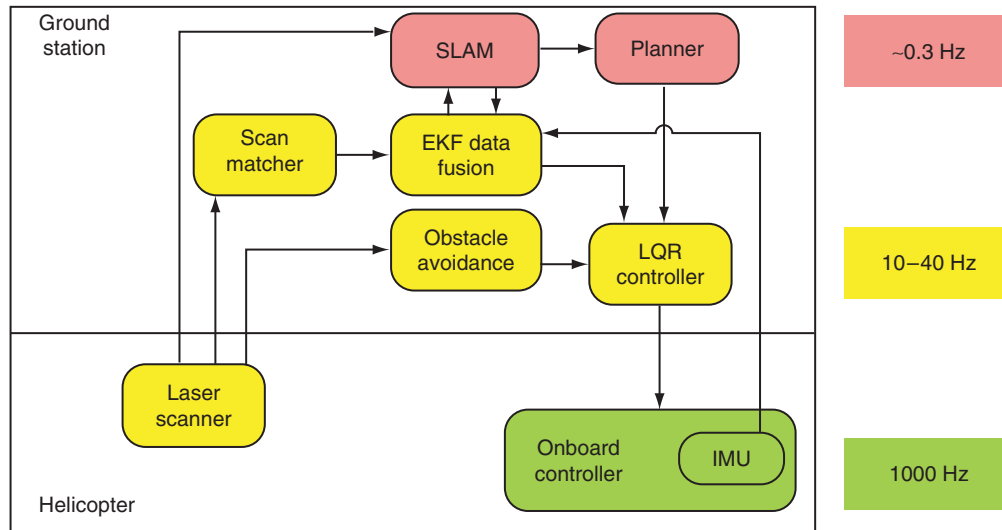 Ground
station
SLAM
Planner
~0.3 Hz
Scan
matcher
EKF data
fusion
Obstacle
avoidance
LQR
controller
10–40 Hz
Laser
scanner
Onboard
controller
IMU
1000 Hz
Helicopter